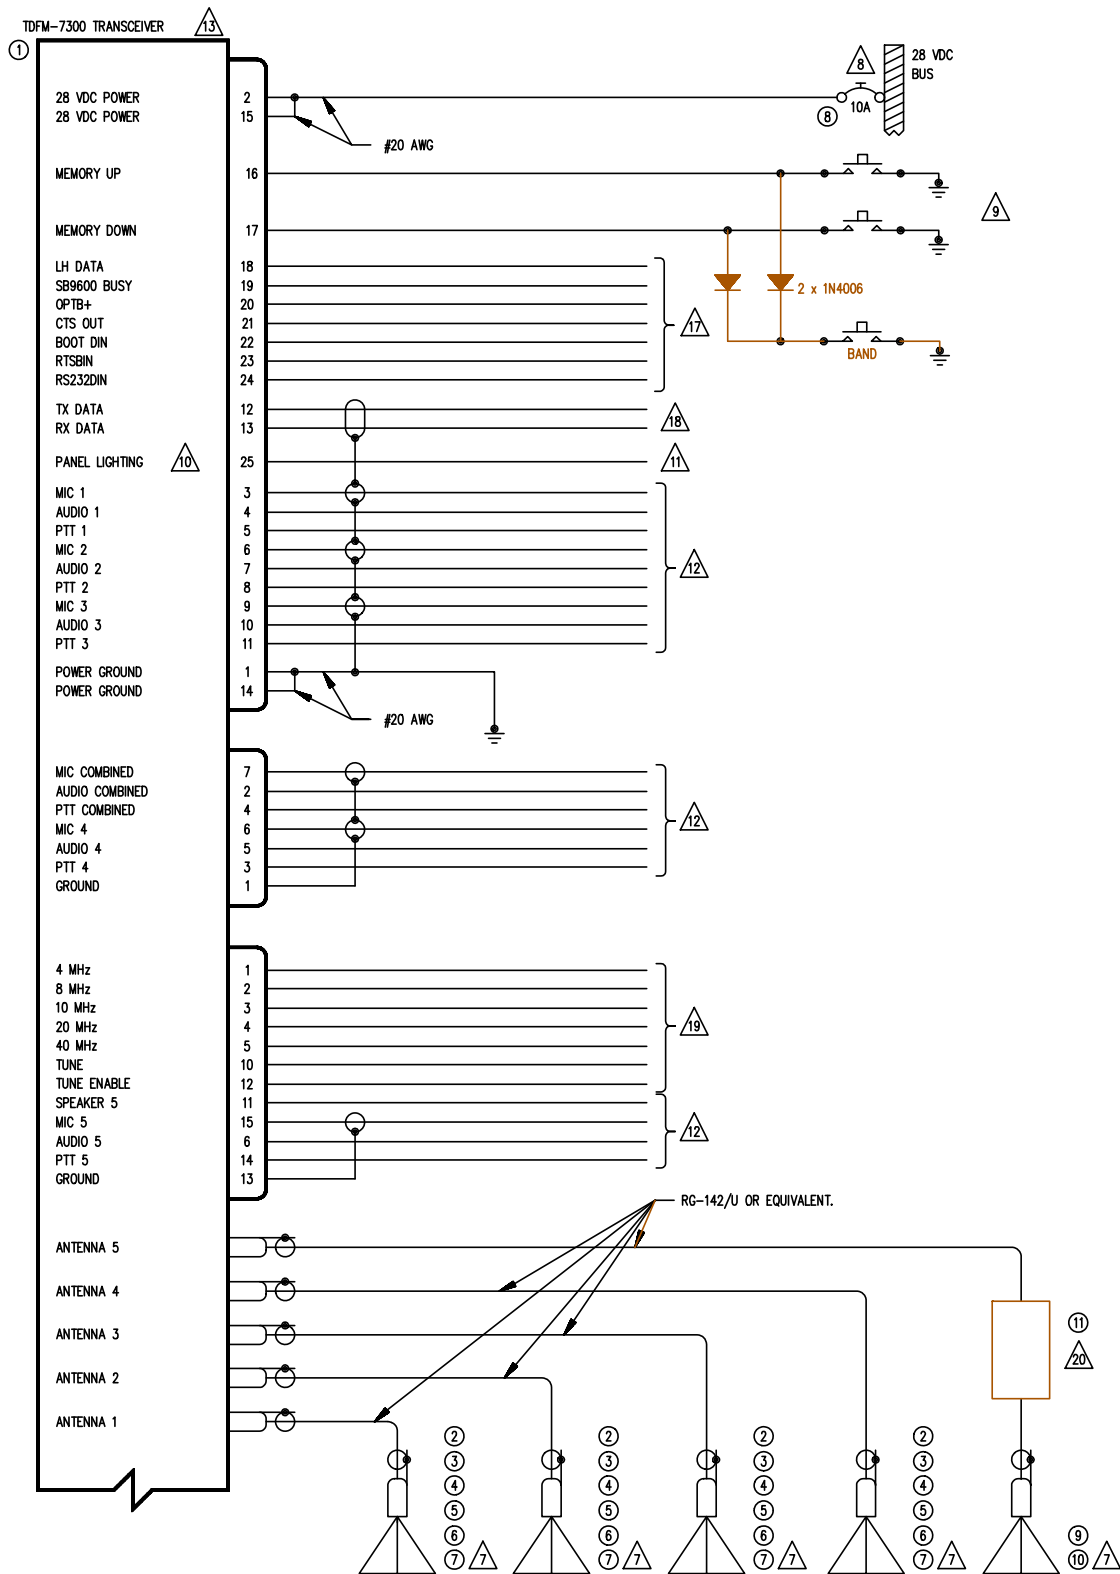 TDFM-7300 TRANSCEIVER 13
1
28 VDC
BUS
8
10A
8
28 VDC POWER 2
28 VDC POWER 15
#20 AWG
MEMORY UP 16
9
MEMORY DOWN 17
LH DATA 18
SB9600 BUSY 19
OPTB+ 20
CTS OUT 21
BOOT DIN 22
RTSBIN 23
RS232DIN 24
17
2 x 1N4006
BAND
TX DATA 12
RX DATA 13
18
PANEL LIGHTING 10 25 11
MIC 1 3
AUDIO 1 4
PTT 1 5
MIC 2 6
AUDIO 2 7
PTT 2 8
MIC 3 9
AUDIO 3 10
PTT 3 11
12
POWER GROUND 1
POWER GROUND 14
#20 AWG
MIC COMBINED 7
AUDIO COMBINED 2
PTT COMBINED 4
MIC 4 6
AUDIO 4 5
PTT 4 3
GROUND 1
12
4 MHz 1
8 MHz 2
10 MHz 3
20 MHz 4
40 MHz 5
TUNE 10
TUNE ENABLE 12
19
SPEAKER 5 11
MIC 5 15
AUDIO 5 6
PTT 5 14
GROUND 13
12
RG-142/U OR EQUIVALENT.
ANTENNA 5
ANTENNA 4
ANTENNA 3
ANTENNA 2
ANTENNA 1
11
20
2 2 2 2
3 3 3 3
4 4 4 4
5 5 5 5
6 6 6 6 9
7 7 7 7 7 7 7 7 10 7